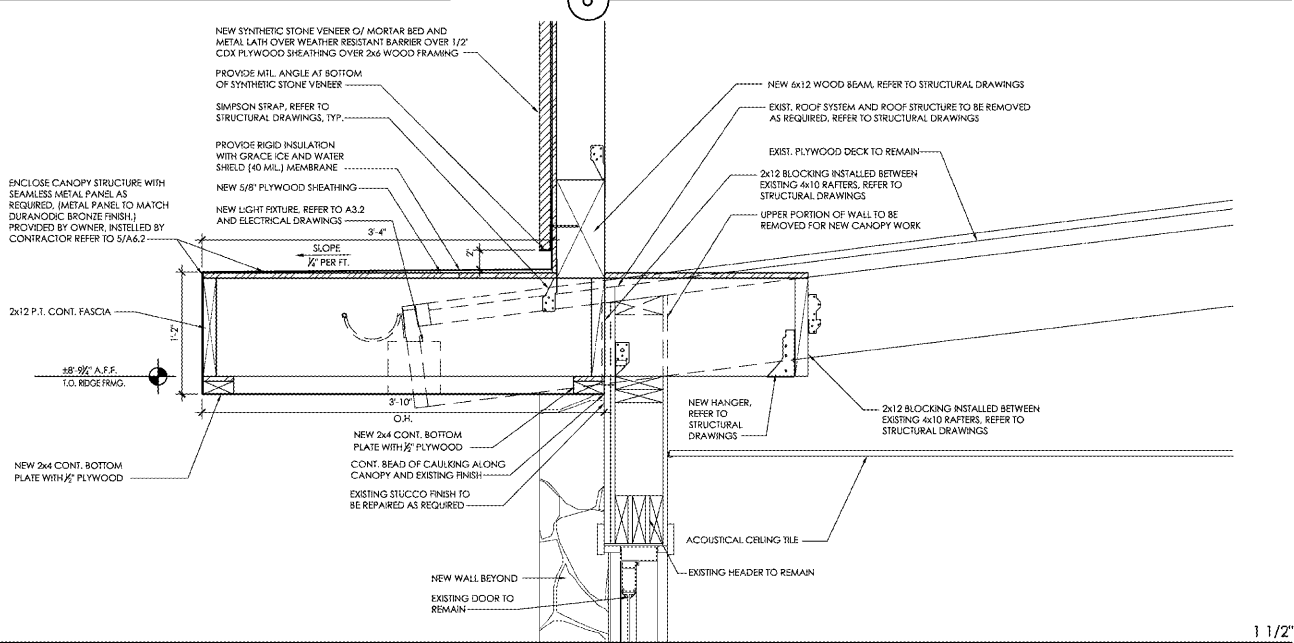 NEW SYNTHETIC STONE VENEER O/ MORTAR BED AND
METAL LATH OVER WEATHER RESISTANT BARRIER OVER 1/2"
CDX PLYWOOD SHEATHING OVER 2x6 WOOD FRAMING
PROVIDE MTL. ANGLE AT BOTTOM
OF SYNTHETIC STONE VENEER
SIMPSON STRAP, REFER TO
STRUCTURAL DRAWINGS, TYP.
PROVIDE RIGID INSULATION
WITH GRACE ICE AND WATER
SHIELD (40 MIL.) MEMBRANE
NEW 5/8" PLYWOOD SHEATHING
NEW LIGHT FIXTURE, REFER TO A3.2
AND ELECTRICAL DRAWINGS
ENCLOSE CANOPY STRUCTURE WITH
SEAMLESS METAL PANEL AS
REQUIRED, (METAL PANEL TO MATCH
DURANODIC BRONZE FINISH.)
PROVIDED BY OWNER, INSTELLED BY
CONTRACTOR REFER TO 5/A6.2
3'-4"
SLOPE
1/4" PER FT.
2"
2x12 P.T. CONT. FASCIA
1'-2"
±8'-9 1/4" A.F.F.
T.O. RIDGE FRMG.
3'-10"
O.H.
NEW 2x4 CONT. BOTTOM
PLATE WITH 1/2" PLYWOOD
NEW 2x4 CONT. BOTTOM
PLATE WITH 1/2" PLYWOOD
CONT. BEAD OF CAULKING ALONG
CANOPY AND EXISTING FINISH
EXISTING STUCCO FINISH TO
BE REPAIRED AS REQUIRED
NEW WALL BEYOND
EXISTING DOOR TO
REMAIN
NEW 6x12 WOOD BEAM, REFER TO STRUCTURAL DRAWINGS
EXIST. ROOF SYSTEM AND ROOF STRUCTURE TO BE REMOVED
AS REQUIRED, REFER TO STRUCTURAL DRAWINGS
EXIST. PLYWOOD DECK TO REMAIN
2x12 BLOCKING INSTALLED BETWEEN
EXISTING 4x10 RAFTERS, REFER TO
STRUCTURAL DRAWINGS
UPPER PORTION OF WALL TO BE
REMOVED FOR NEW CANOPY WORK
NEW HANGER,
REFER TO
STRUCTURAL
DRAWINGS
2x12 BLOCKING INSTALLED BETWEEN
EXISTING 4x10 RAFTERS, REFER TO
STRUCTURAL DRAWINGS
ACOUSTICAL CEILING TILE
EXISTING HEADER TO REMAIN
1 1/2"